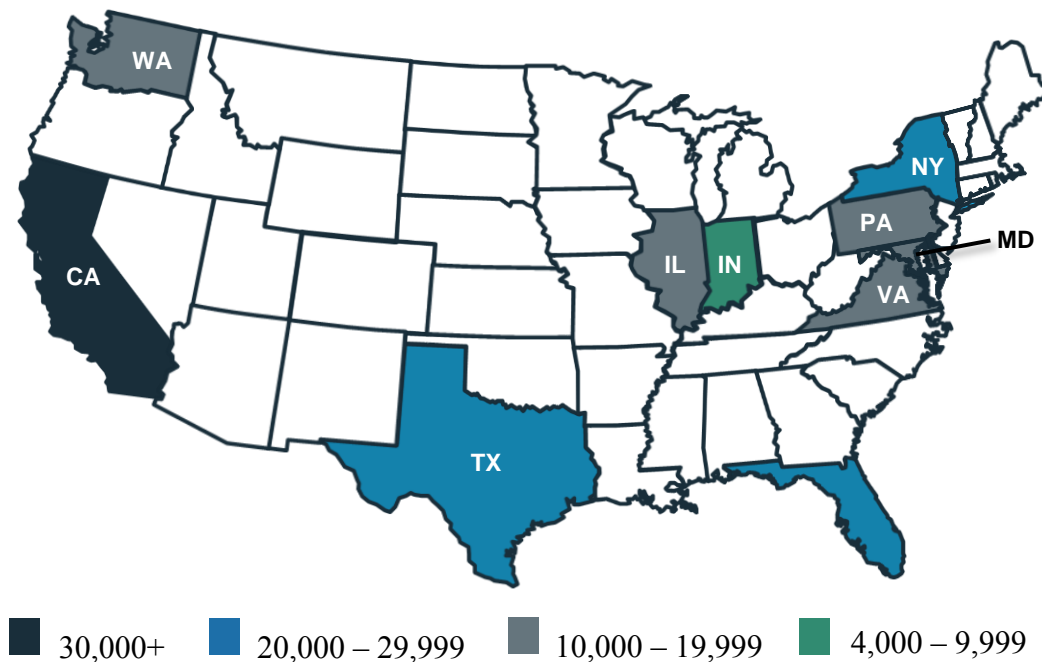 WA
NY
PA
MD
CA
IL
IN
VA
TX
30,000+
20,000 – 29,999
10,000 – 19,999
4,000 – 9,999